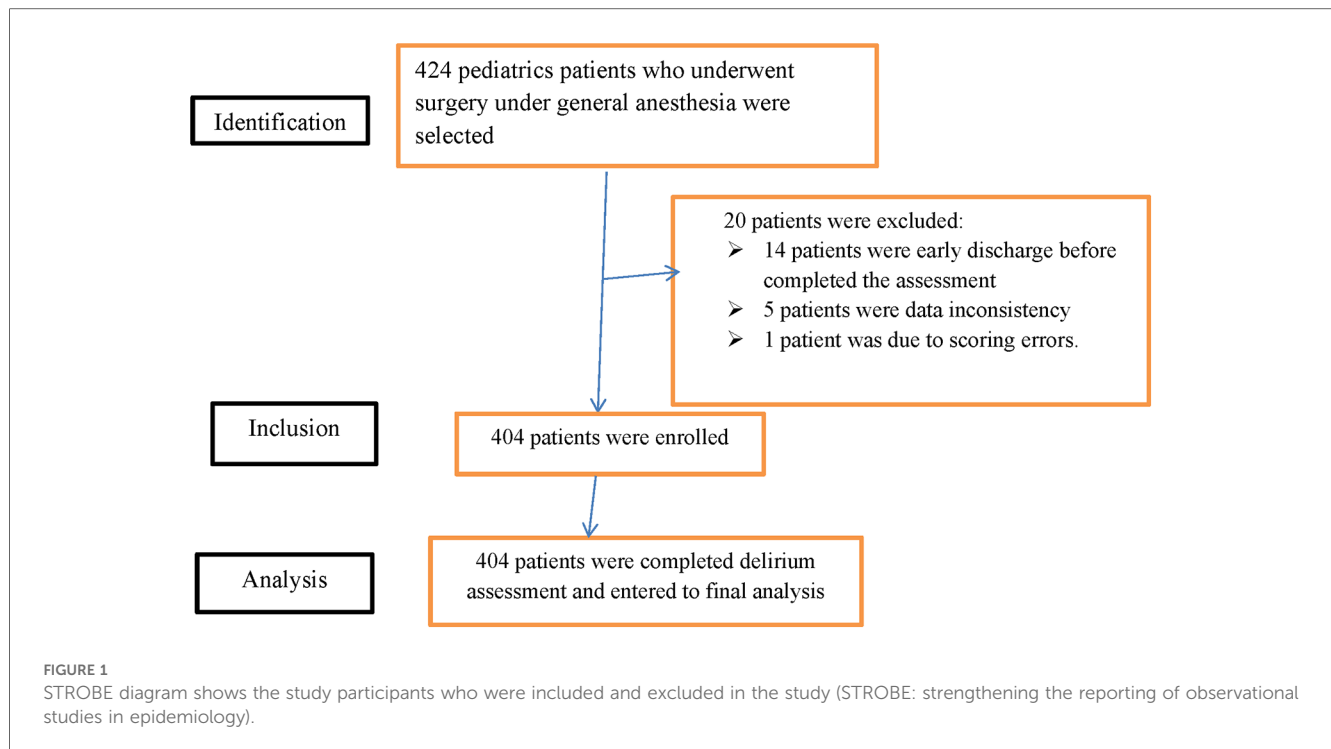 424 pediatrics patients who underwent
surgery under general anesthesia were
selected
Identification
20 patients were excluded:
➢ 14 patients were early discharge before
completed the assessment
➢ 5 patients were data inconsistency
➢ 1 patient was due to scoring errors.
Inclusion
404 patients were enrolled
Analysis
404 patients were completed delirium
assessment and entered to final analysis
FIGURE 1
STROBE diagram shows the study participants who were included and excluded in the study (STROBE: strengthening the reporting of observational
studies in epidemiology).